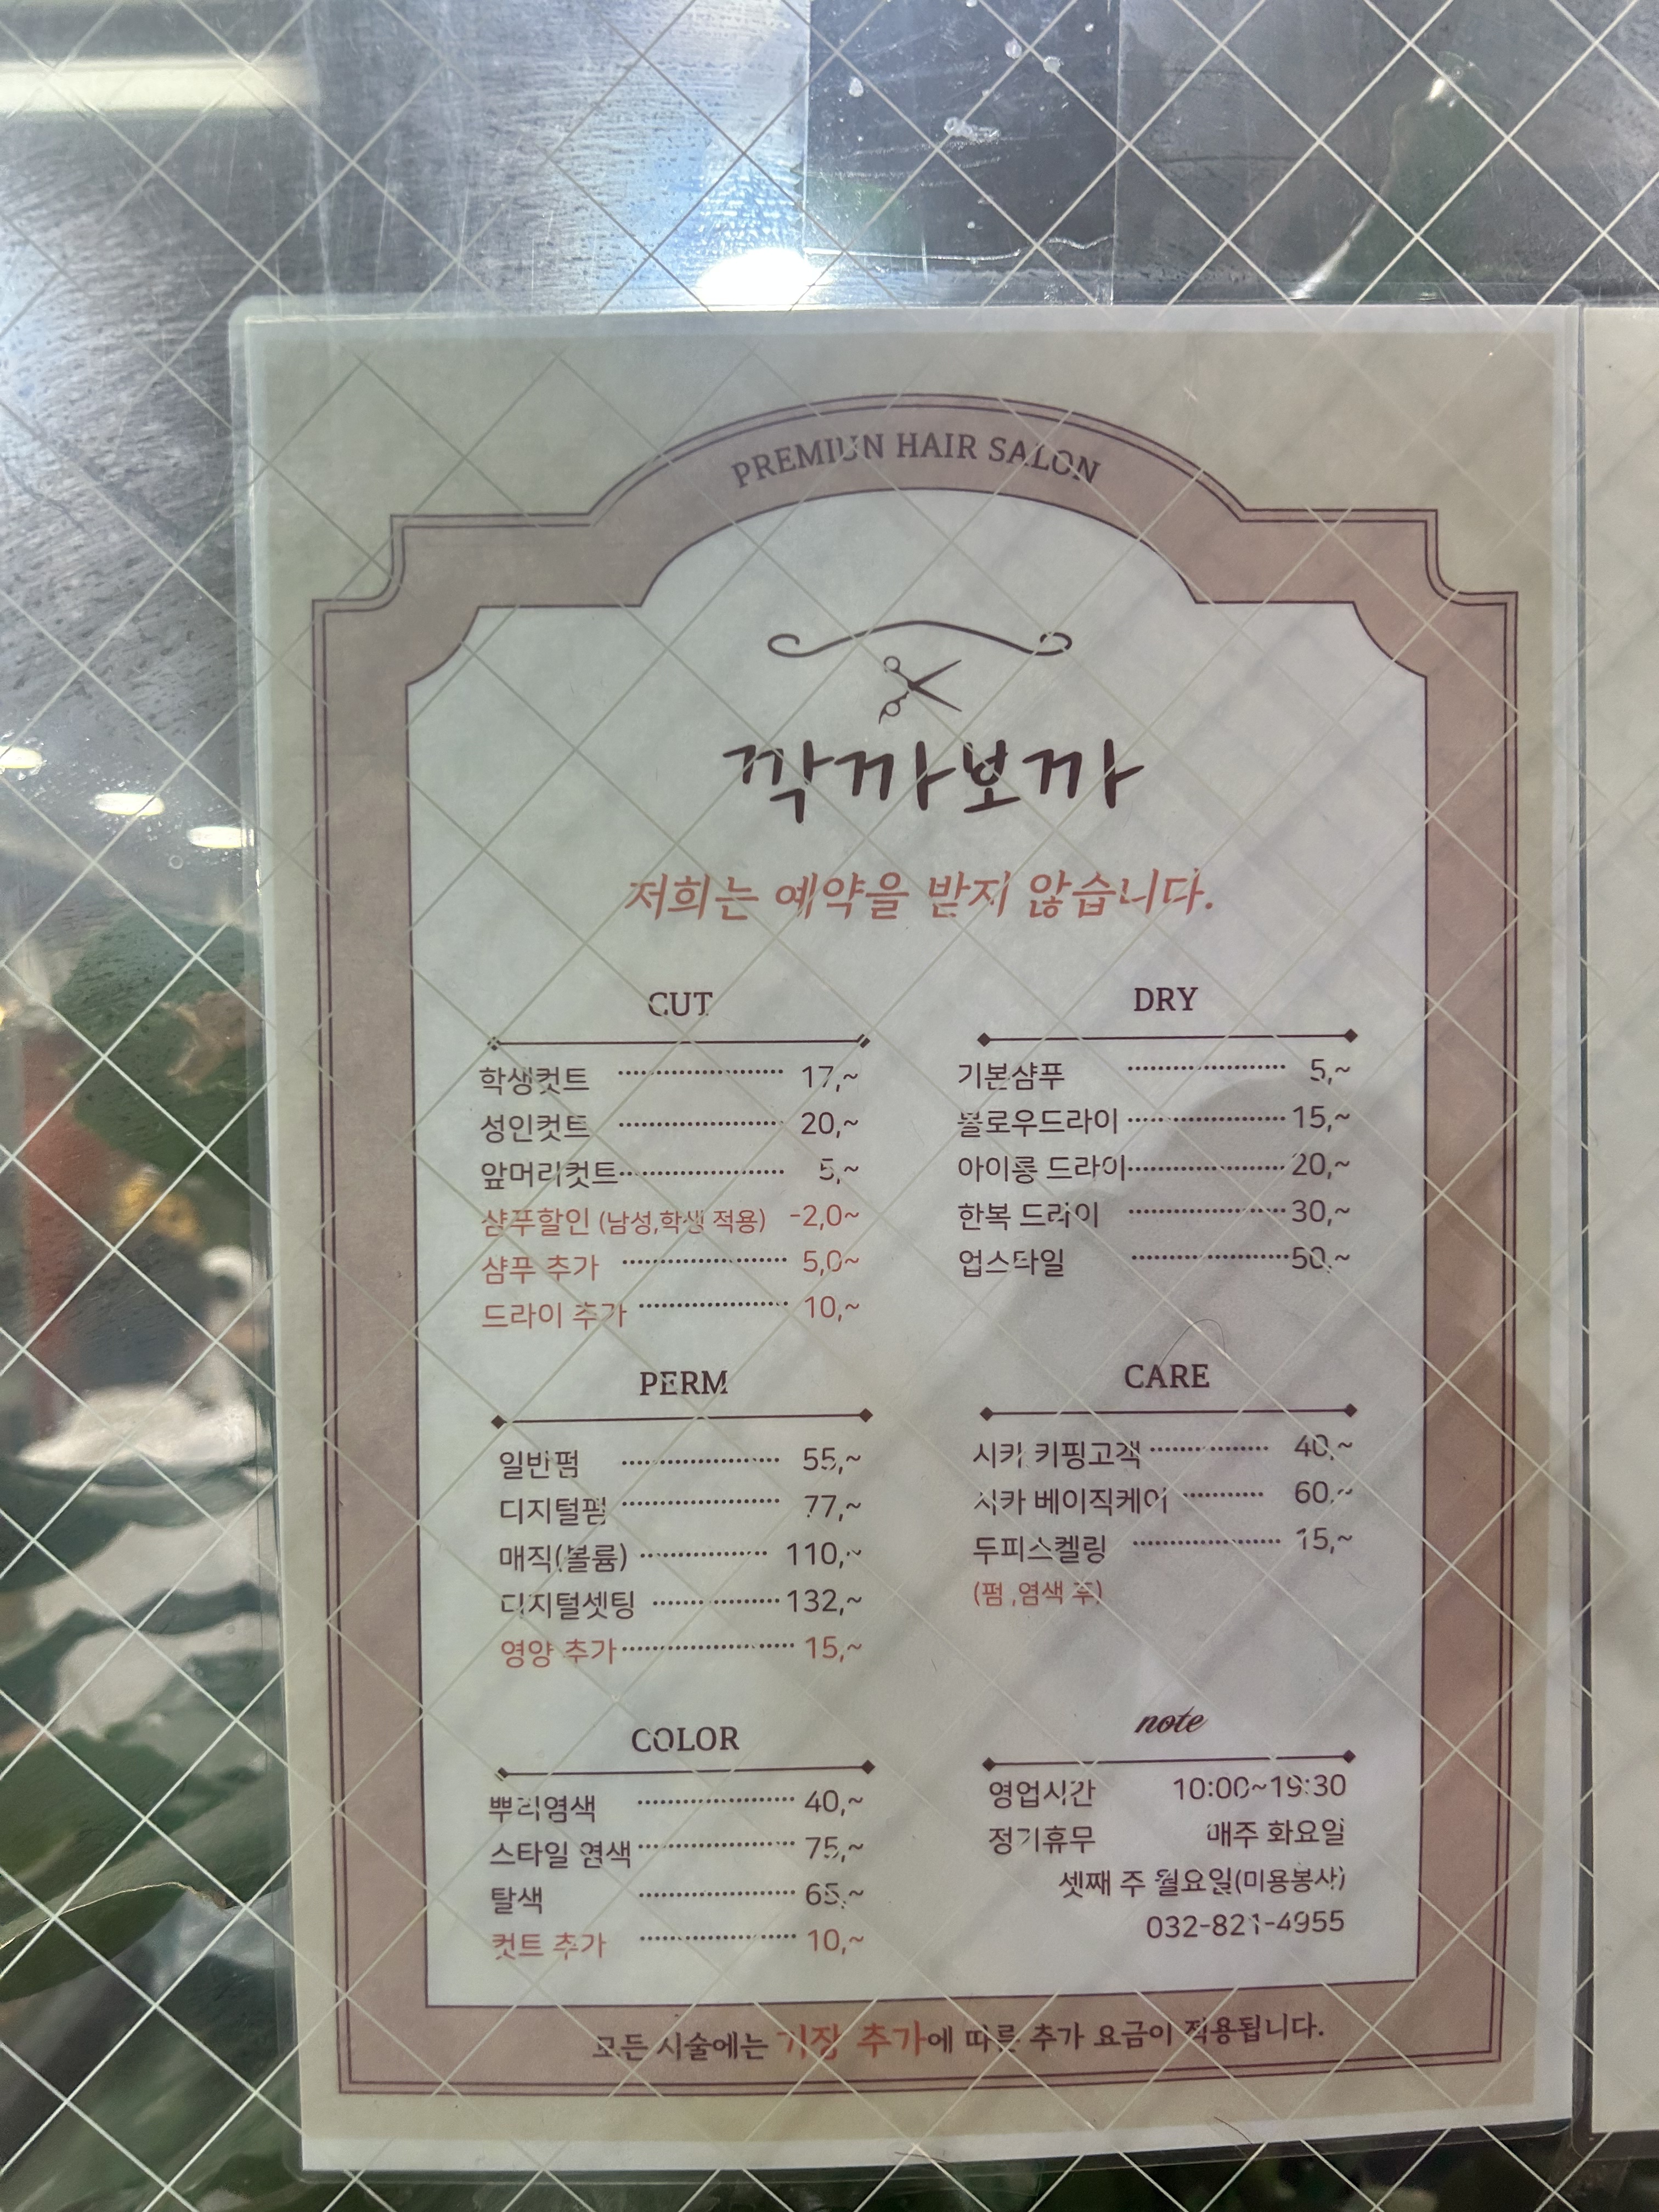 PREMIUN HAIR SALON
깍까보까
저희는 예약을 받지 않습니다.
CUT
학생컷트 17,~
성인컷트 20,~
앞머리컷트 5,~
샴푸할인 (남성,학생 적용) -2,0~
샴푸 추가 5,0~
드라이 추가 10,~
PERM
일반펌 55,~
디지털펌 77,~
매직(볼륨) 110,~
디지털셋팅 132,~
영양 추가 15,~
COLOR
뿌리염색 40,~
스타일 염색 75,~
탈색 65,~
컷트 추가 10,~
DRY
기본샴푸 5,~
블로우드라이 15,~
아이롱 드라이 20,~
한복 드라이 30,~
업스타일 50,~
CARE
시카 키핑고객 40,~
시카 베이직케어 60,~
두피스켈링 15,~
(펌 ,염색 후)
note
영업시간 10:00~19:30
정기휴무 매주 화요일
셋째 주 월요일(미용봉사)
032-821-4955
모든 시술에는 기장 추가에 따른 추가 요금이 적용됩니다.